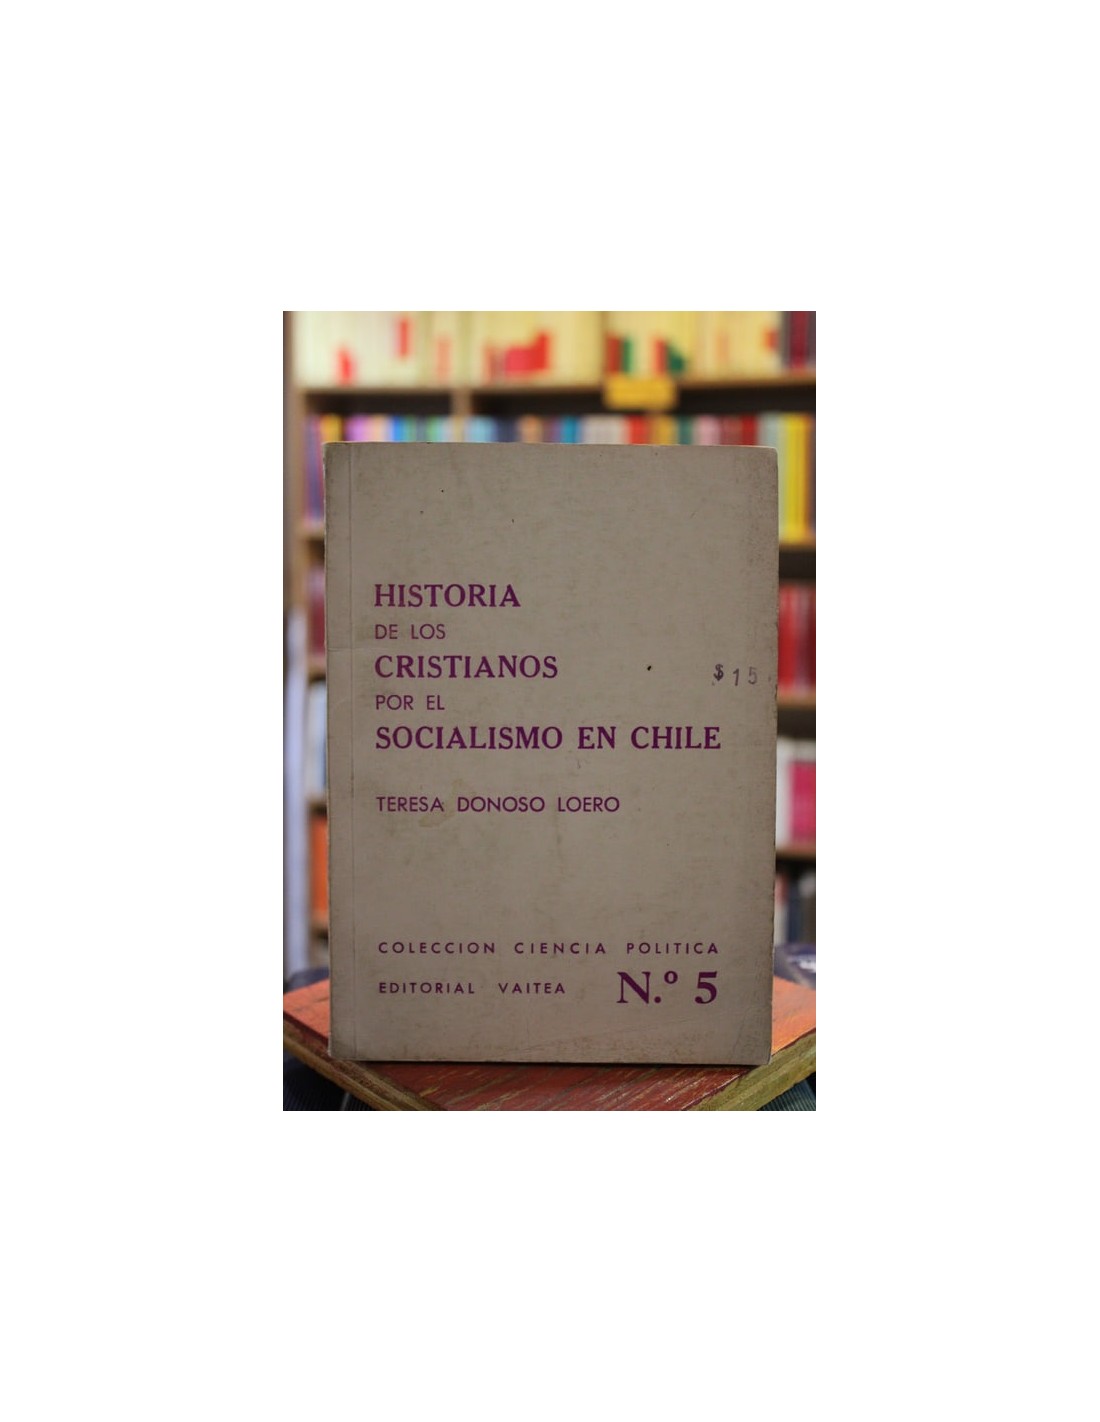 HISTORIA
DE LOS
CRISTIANOS
POR EL
$15
SOCIALISMO EN CHILE
TERESA DONOSO LOERO
COLECCION CIENCIA POLITICA
EDITORIAL VAITEA N.º 5